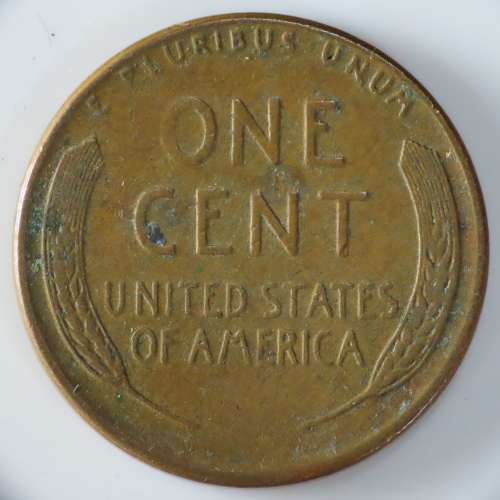 E PLURIBUS UNUM
ONE
CENT
UNITED STATES
OF AMERICA